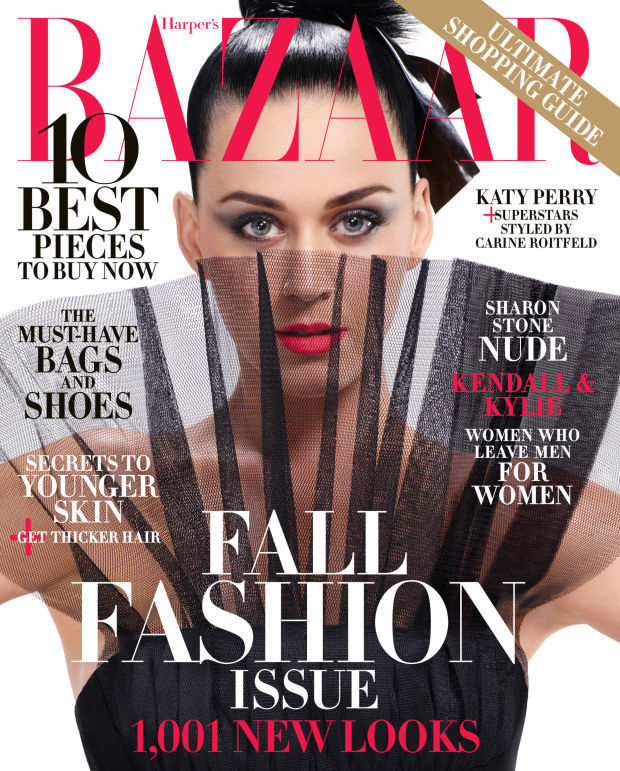 Harper's
BAZAAR
ULTIMATE
SHOPPING GUIDE
10
BEST
PIECES
TO BUY NOW
KATY PERRY
+SUPERSTARS
STYLED BY
CARINE ROITFELD
THE
MUST-HAVE
BAGS
AND
SHOES
SHARON
STONE
NUDE
KENDALL &
KYLIE
WOMEN WHO
LEAVE MEN
FOR
WOMEN
SECRETS TO
YOUNGER
SKIN
+GET THICKER HAIR
FALL
FASHION
ISSUE
1,001 NEW LOOKS